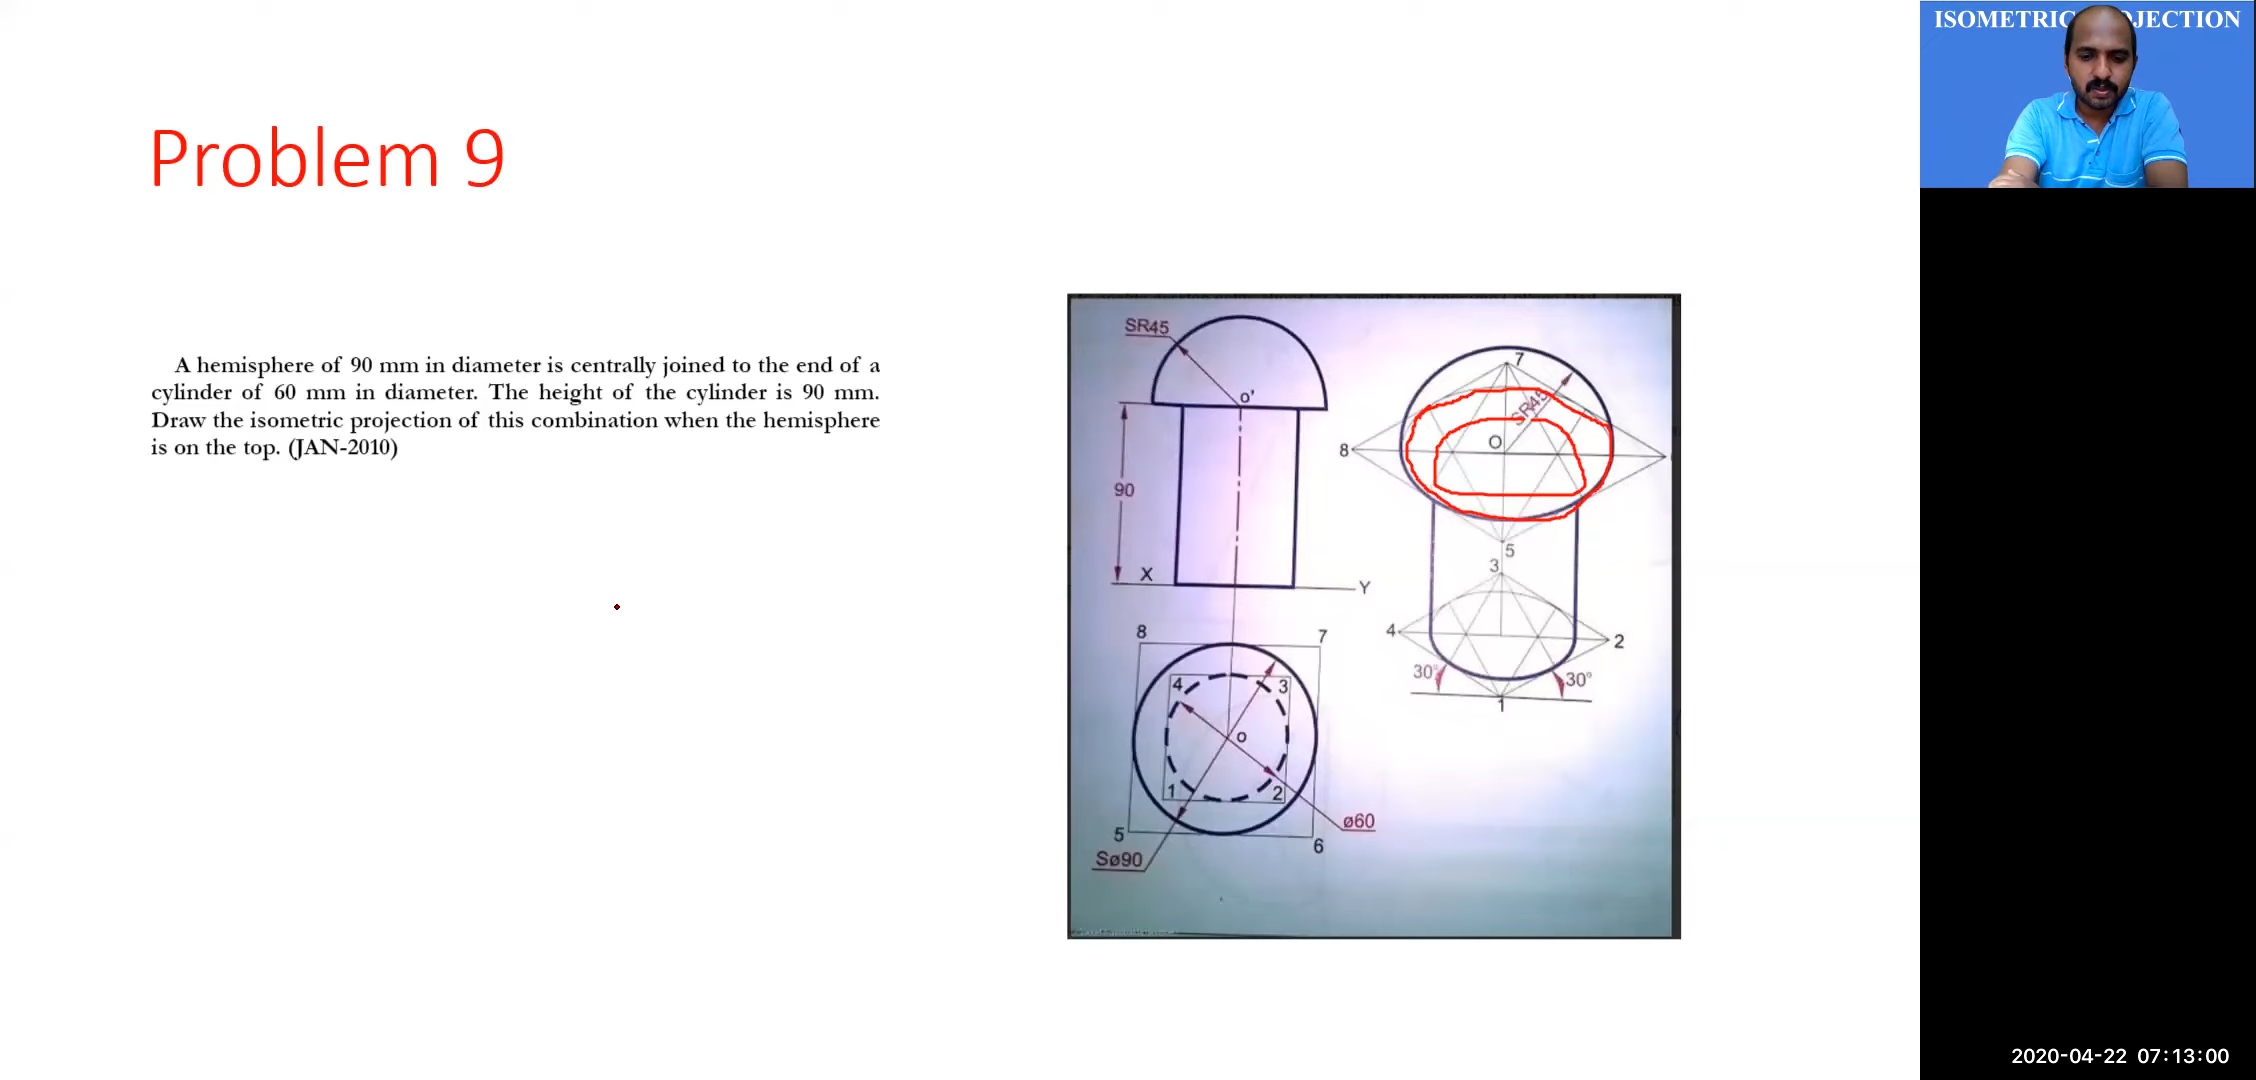 ISOMETRIC
JECTION
Problem 9
A hemisphere of 90 mm in diameter is centrally joined to the end of a
cylinder of 60 mm in diameter. The height of the cylinder is 90 mm.
Draw the isometric projection of this combination when the hemisphere
is on the top. (JAN-2010)
SR45
o'
90
X
Y
8
7
4
3
o
1
2
5
6
ø60
Sø90
7
SR45
O
8
5
3
4
2
30°
30°
1
2020-04-22 07:13:00